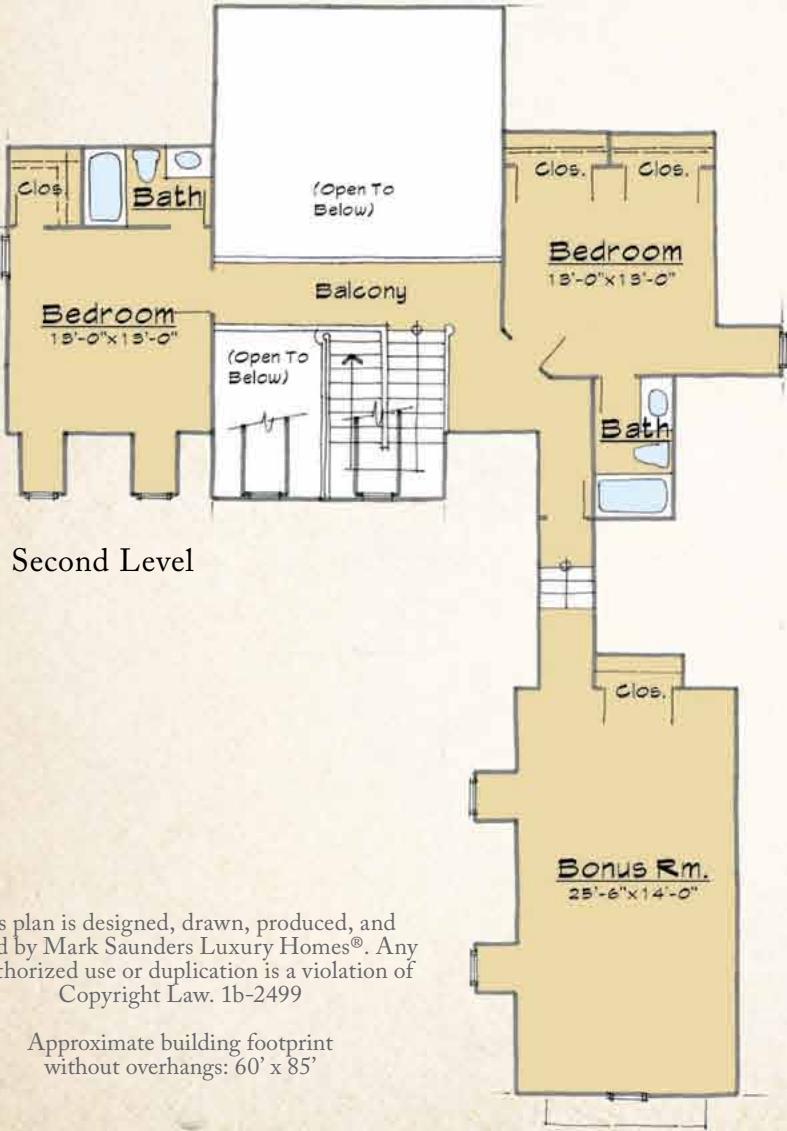 (Open To
Below)
Clos.
Bath
Clos.
Clos.
Bedroom
13'-0"x13'-0"
Balcony
Bedroom
13'-0"x13'-0"
(Open To
Below)
Bath
Second Level
Clos.
Bonus Rm.
25'-6"x14'-0"
plan is designed, drawn, produced, and
by Mark Saunders Luxury Homes®. Any
use or duplication is a violation of
Copyright Law. 1b-2499
Approximate building footprint
without overhangs: 60' x 85'